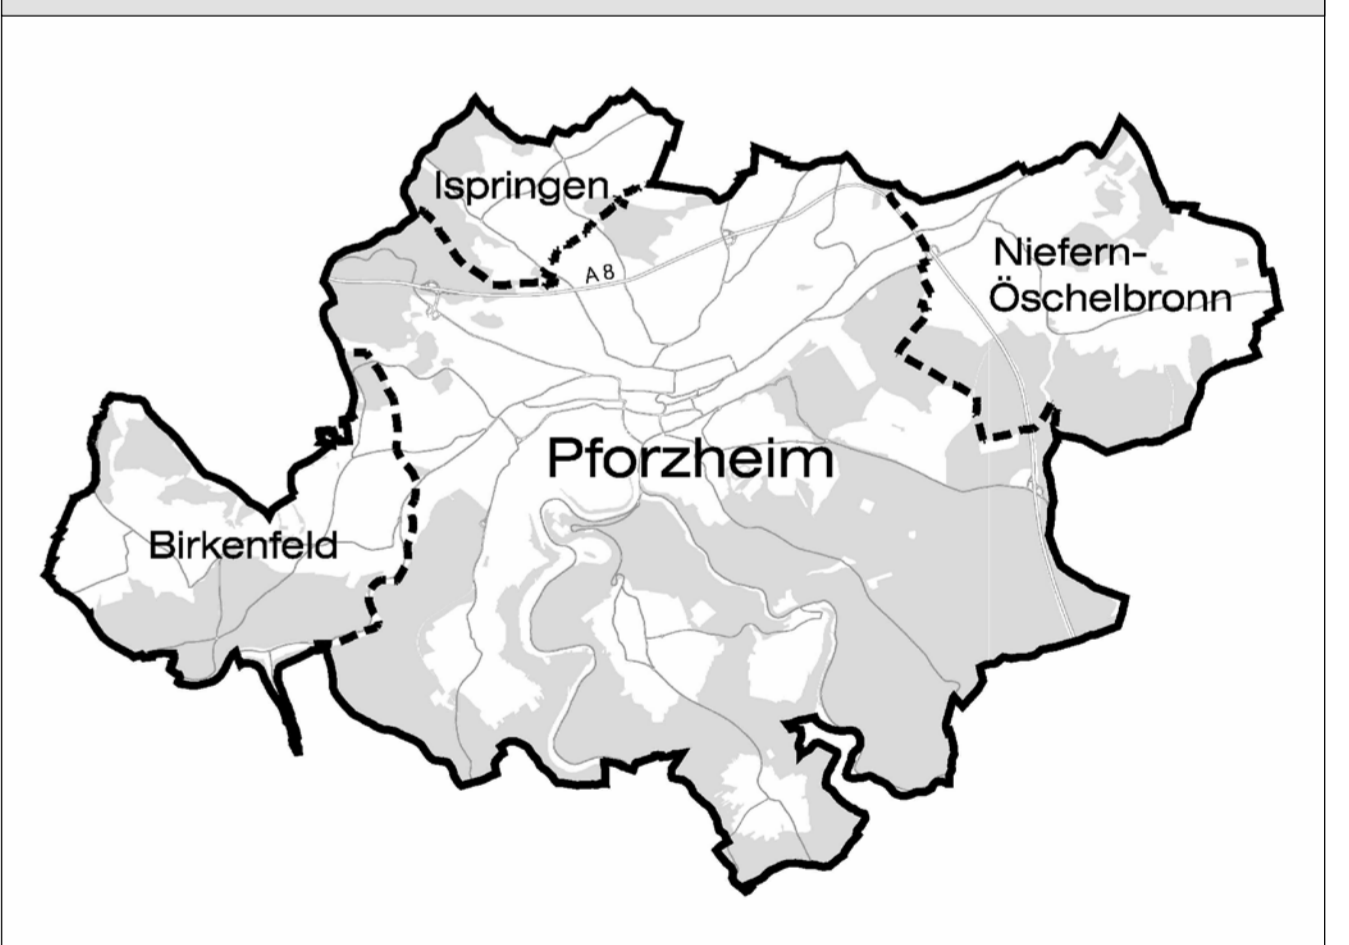 Ispringen
Niefern-
Öschelbronn
A 8
Pforzheim
Birkenfeld